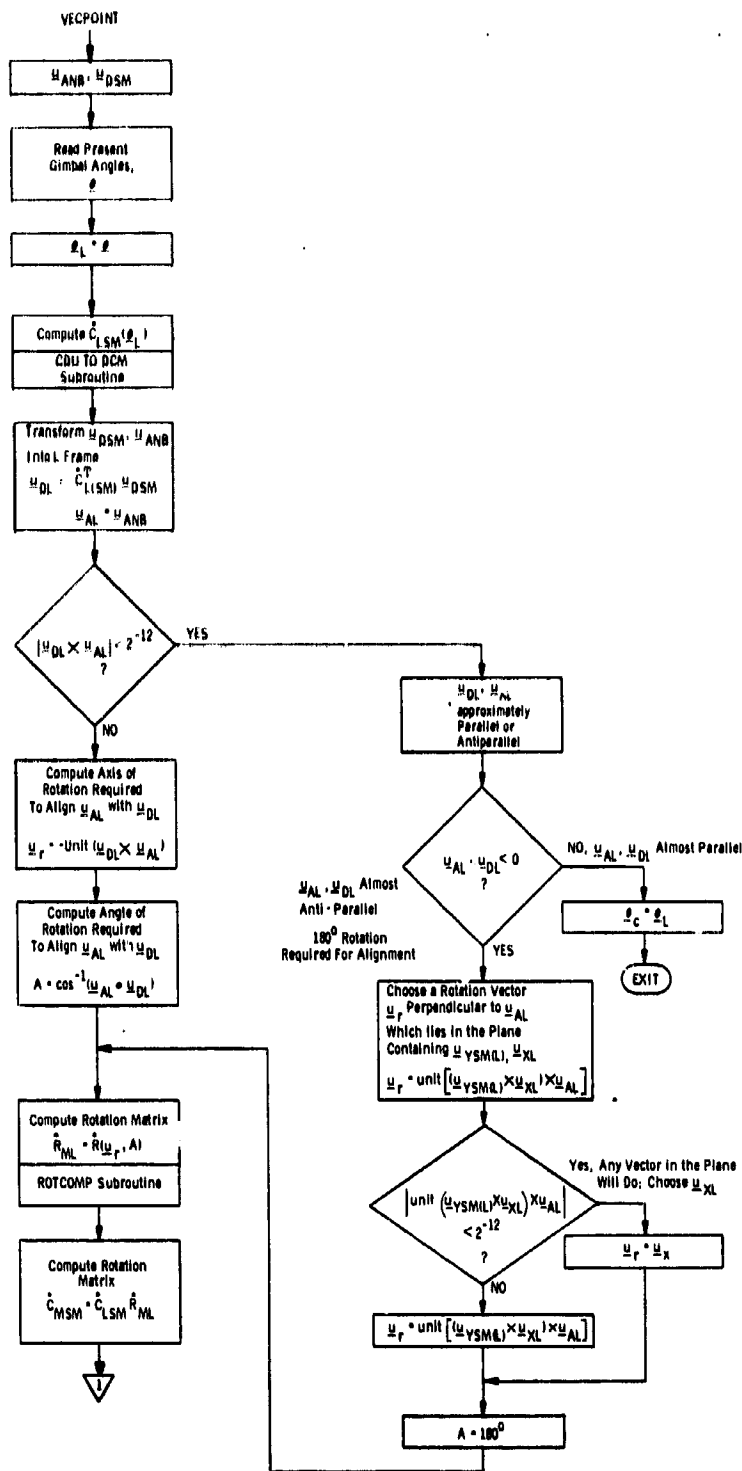 VECPOINT
u_ANB, u_DSM
Read Present
Gimbal Angles,
θ
θ_L = θ
Compute C*_LSM(θ_L)
CDU TO DCM
Subroutine
Transform u_DSM, u_ANB
Into L Frame
u_DL = C*^T_L(SM) u_DSM
u_AL = u_ANB
|u_DL × u_AL| < 2^-12
?
YES
NO
Compute Axis of
Rotation Required
To Align u_AL with u_DL
u_r = -Unit (u_DL × u_AL)
Compute Angle of
Rotation Required
To Align u_AL with u_DL
A = cos^-1(u_AL • u_DL)
Compute Rotation Matrix
R*_ML = R*(u_r, A)
ROTCOMP Subroutine
Compute Rotation
Matrix
C*_MSM = C*_LSM R*_ML
1
u_DL, u_AL
approximately
Parallel or
Antiparallel
u_AL . u_DL < 0
?
NO, u_AL, u_DL Almost Parallel
θ_c = θ_L
EXIT
u_AL, u_DL Almost
Anti-Parallel
180° Rotation
Required For Alignment
YES
Choose a Rotation Vector
u_r Perpendicular to u_AL
Which lies in the Plane
Containing u_YSM(L), u_XL
u_r = unit[(u_YSM(L) × u_XL) × u_AL]
|unit (u_YSM(L) × u_XL) × u_AL|
< 2^-12
?
Yes, Any Vector in the Plane
Will Do; Choose u_XL
u_r = u_x
NO
u_r = unit[(u_YSM(L) × u_XL) × u_AL]
A = 180°